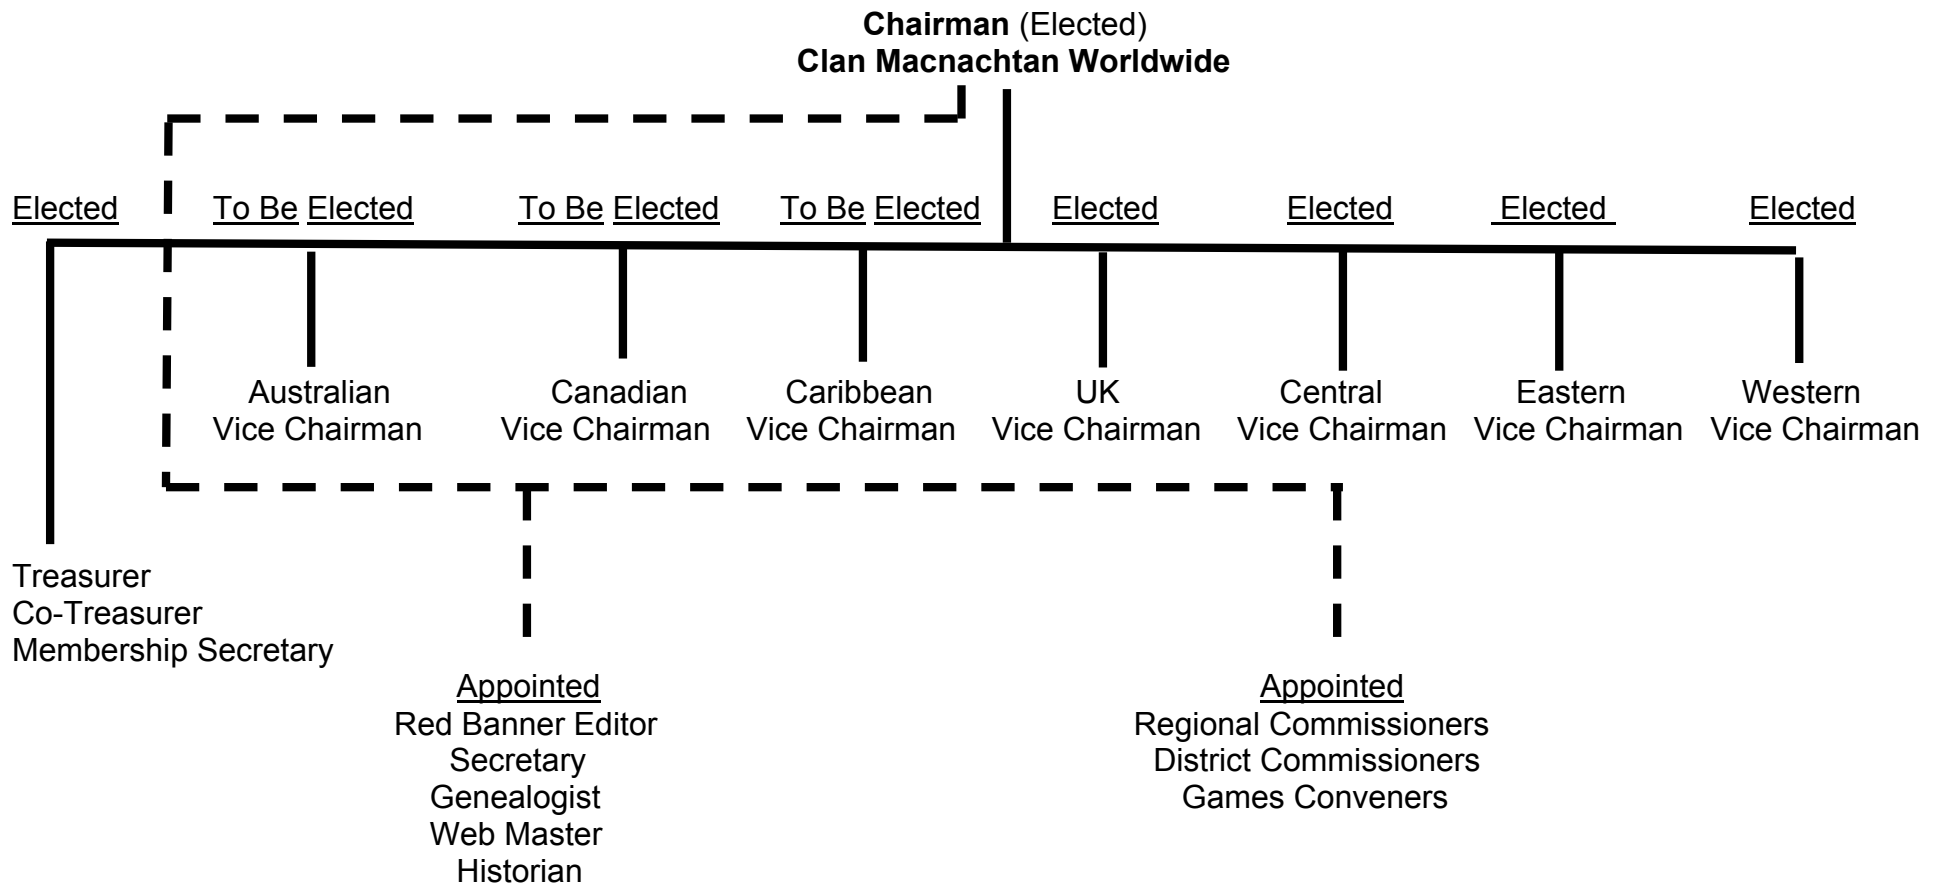 Chairman (Elected)
Clan Macnachtan Worldwide
Elected To Be Elected To Be Elected To Be Elected Elected Elected Elected Elected
Australian Canadian Caribbean UK Central Eastern Western
Vice Chairman Vice Chairman Vice Chairman Vice Chairman Vice Chairman Vice Chairman Vice Chairman
Treasurer
Co-Treasurer
Membership Secretary
Appointed
Red Banner Editor
Secretary
Genealogist
Web Master
Historian
Appointed
Regional Commissioners
District Commissioners
Games Conveners